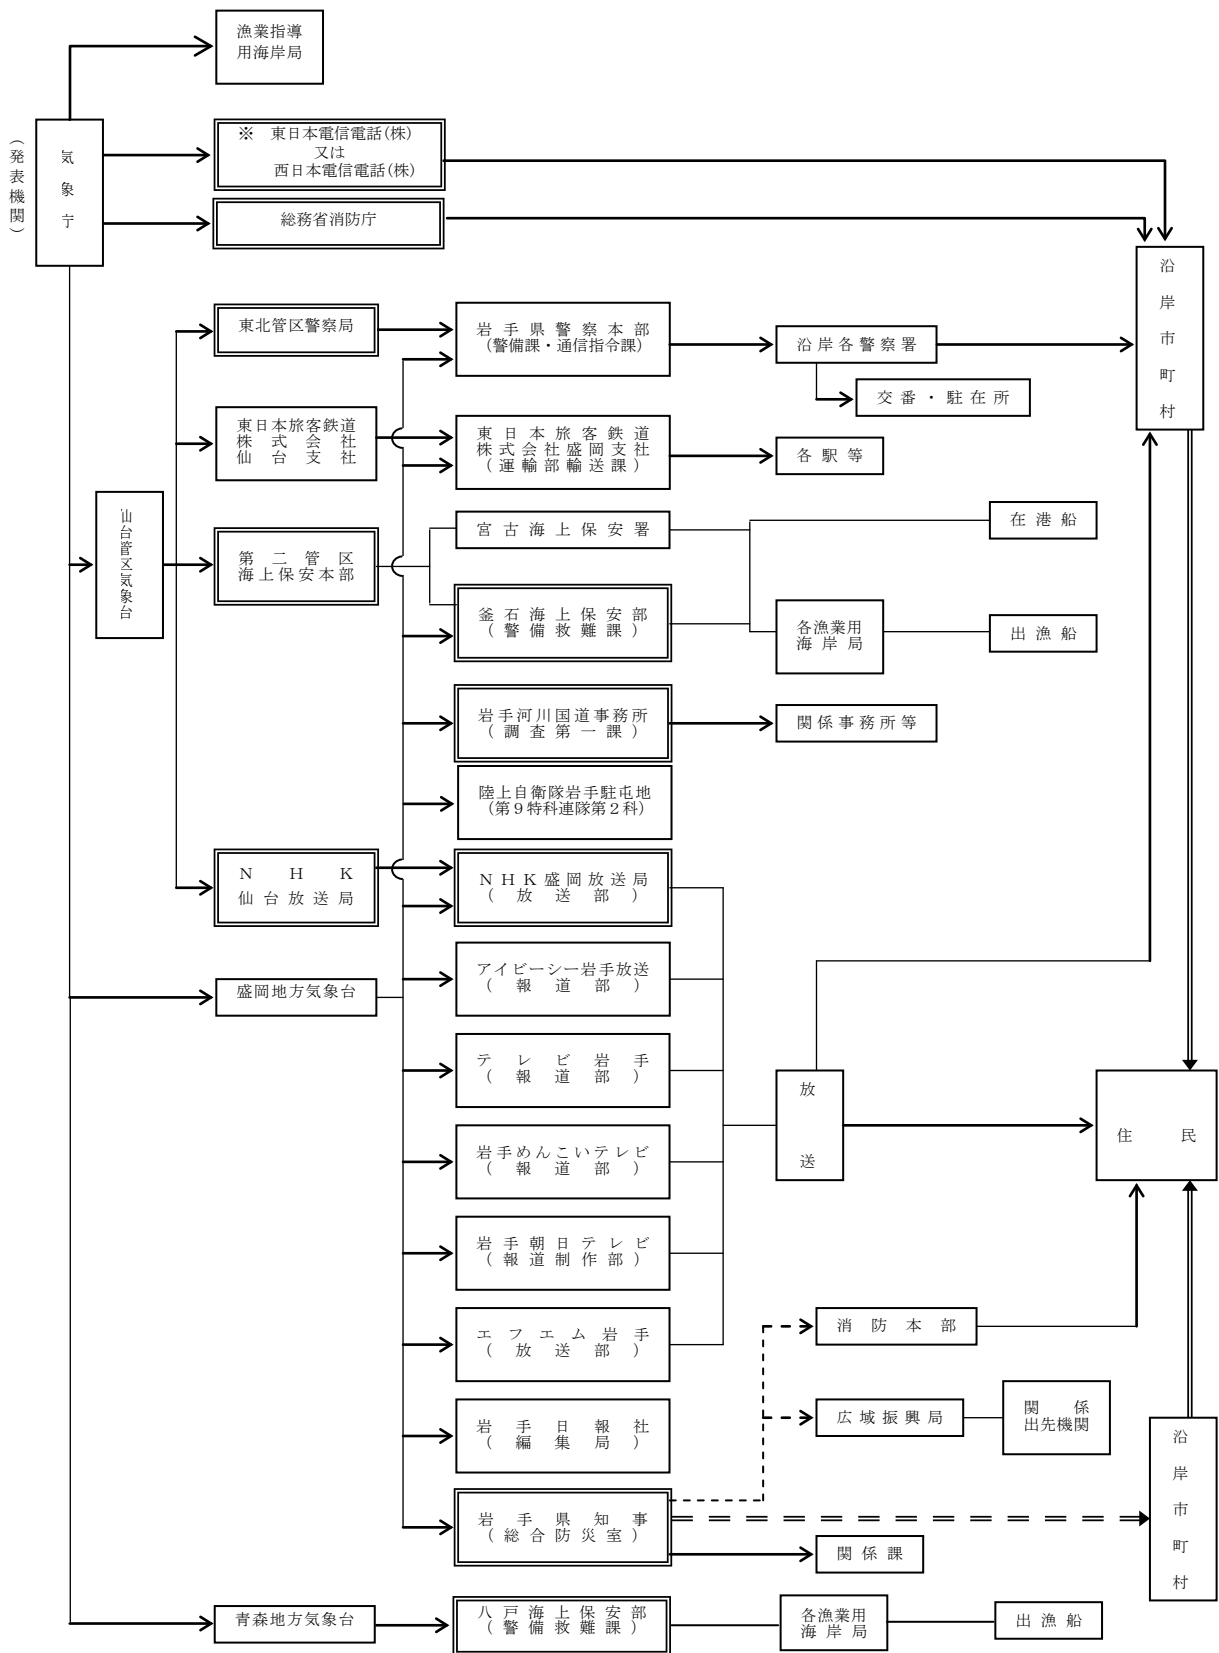 漁業指導
用海岸局
（発表機関）
気象庁
※　東日本電信電話(株)
又は
西日本電信電話(株)
総務省消防庁
沿岸市町村
東北管区警察局
岩手県警察本部
(警備課・通信指令課)
沿岸各警察署
交番・駐在所
東日本旅客鉄道
株式会社
仙台支社
東日本旅客鉄道
株式会社盛岡支社
(運輸部輸送課)
各駅等
仙台管区気象台
第二管区
海上保安本部
宮古海上保安署
在港船
釜石海上保安部
(警備救難課)
各漁業用
海岸局
出漁船
岩手河川国道事務所
(調査第一課)
関係事務所等
陸上自衛隊岩手駐屯地
(第９特科連隊第２科)
ＮＨＫ
仙台放送局
ＮＨＫ盛岡放送局
(放送部)
アイビーシー岩手放送
(報道部)
盛岡地方気象台
テレビ岩手
(報道部)
放送
住民
岩手めんこいテレビ
(報道部)
岩手朝日テレビ
(報道制作部)
エフエム岩手
(放送部)
消防本部
岩手日報社
(編集局)
広域振興局
関係
出先機関
沿岸市町村
岩手県知事
(総合防災室)
関係課
青森地方気象台
八戸海上保安部
(警備救難課)
各漁業用
海岸局
出漁船